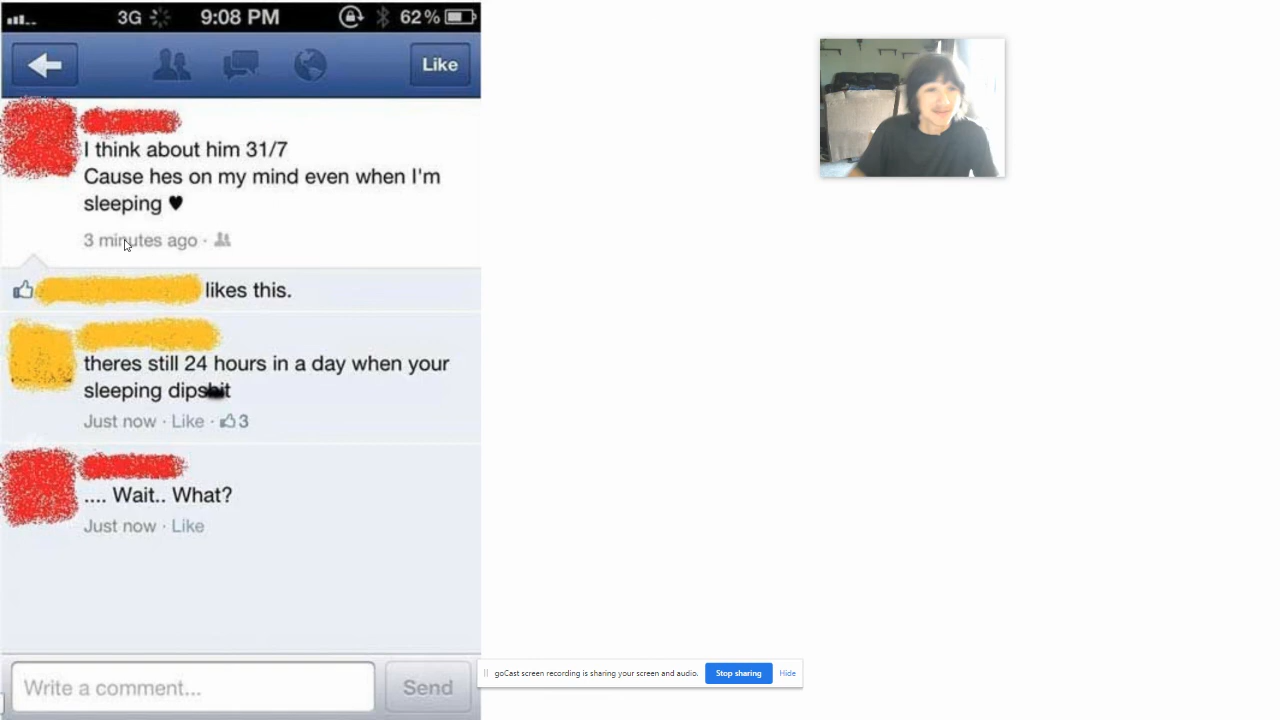 3G 9:08 PM 62%
Like
I think about him 31/7
Cause hes on my mind even when I'm
sleeping ♥
3 minutes ago ·
likes this.
theres still 24 hours in a day when your
sleeping dipshit
Just now · Like · 3
.... Wait.. What?
Just now · Like
Write a comment... Send
goCast screen recording is sharing your screen and audio. Stop sharing Hide